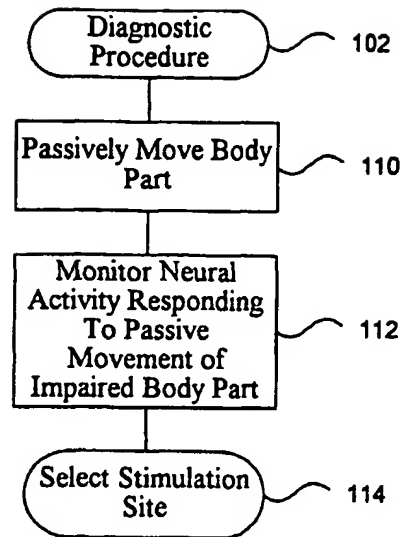 Diagnostic
Procedure
102
Passively Move Body
Part
110
Monitor Neural
Activity Responding
To Passive
Movement of
Impaired Body Part
112
Select Stimulation
Site
114